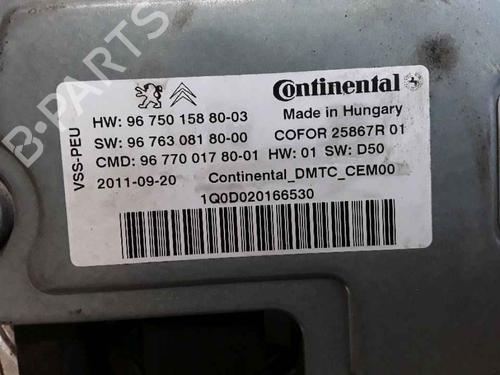 B-PARTS
Continental
HW: 96 750 158 80-03
Made in Hungary
SW: 96 763 081 80-00
COFOR 25867R 01
CMD: 96 770 017 80-01
HW: 01 SW: D50
2011-09-20
Continental_DMTC_CEM00
1Q0D020166530
VSS-PEU